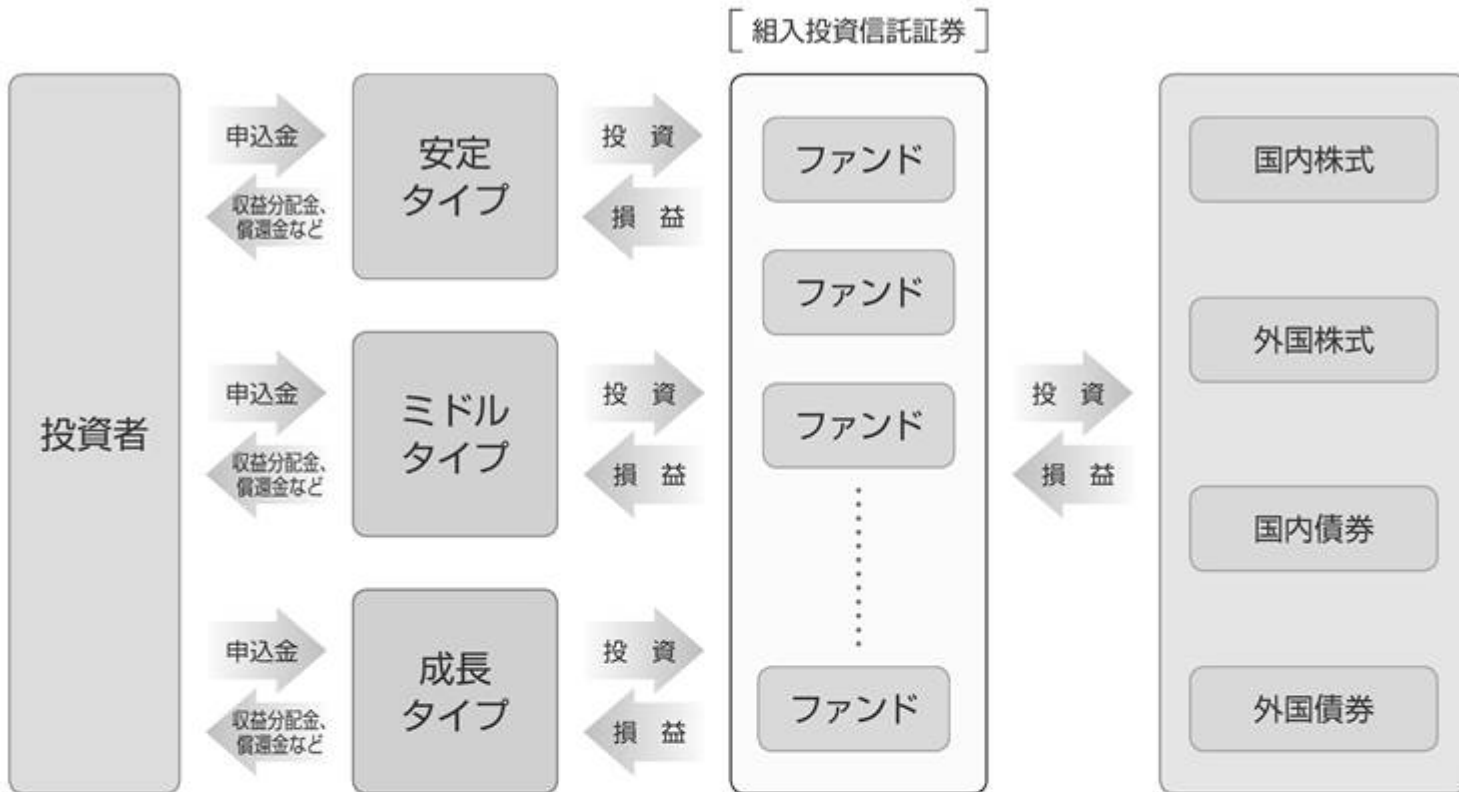 [ 組入投資信託証券 ]
投資者
申込金
収益分配金、
償還金など
安定
タイプ
投 資
損 益
申込金
収益分配金、
償還金など
ミドル
タイプ
投 資
損 益
申込金
収益分配金、
償還金など
成長
タイプ
投 資
損 益
ファンド
ファンド
ファンド
ファンド
投 資
損 益
国内株式
外国株式
国内債券
外国債券